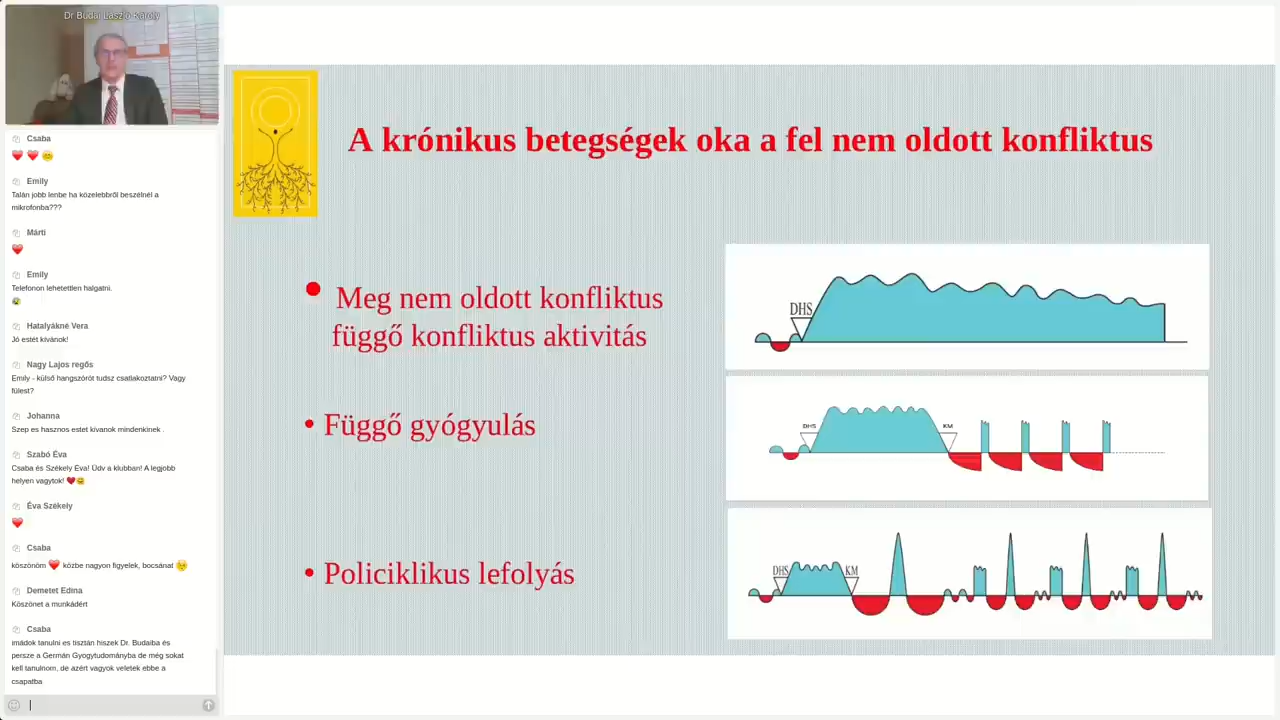 Dr Budai László Károly
Csaba
Emily
Talán jobb lenbe ha közelebbről beszélnél a
mikrofonba???
Márti
Emily
Telefonon lehetetlen halgatni.
Hatalyákné Vera
Jó estét kívánok!
Nagy Lajos regős
Emily - külső hangszórót tudsz csatlakoztatni? Vagy
fülest?
Johanna
Szep es hasznos estet kivanok mindenkinek .
Szabó Éva
Csaba és Székely Éva! Üdv a klubban! A legjobb
helyen vagytok!
Éva Székely
Csaba
köszönöm közbe nagyon figyelek, bocsánat
Demetet Edina
Köszönet a munkádért
Csaba
imádok tanulni es tisztán hiszek Dr. Budaiba és
persze a Germán Gyogytudományba de még sokat
kell tanulnom, de azért vagyok veletek ebbe a
csapatba
A krónikus betegségek oka a fel nem oldott konfliktus
• Meg nem oldott konfliktus
függő konfliktus aktivitás
DHS
• Függő gyógyulás
DHS KM
• Policiklikus lefolyás
DHS KM